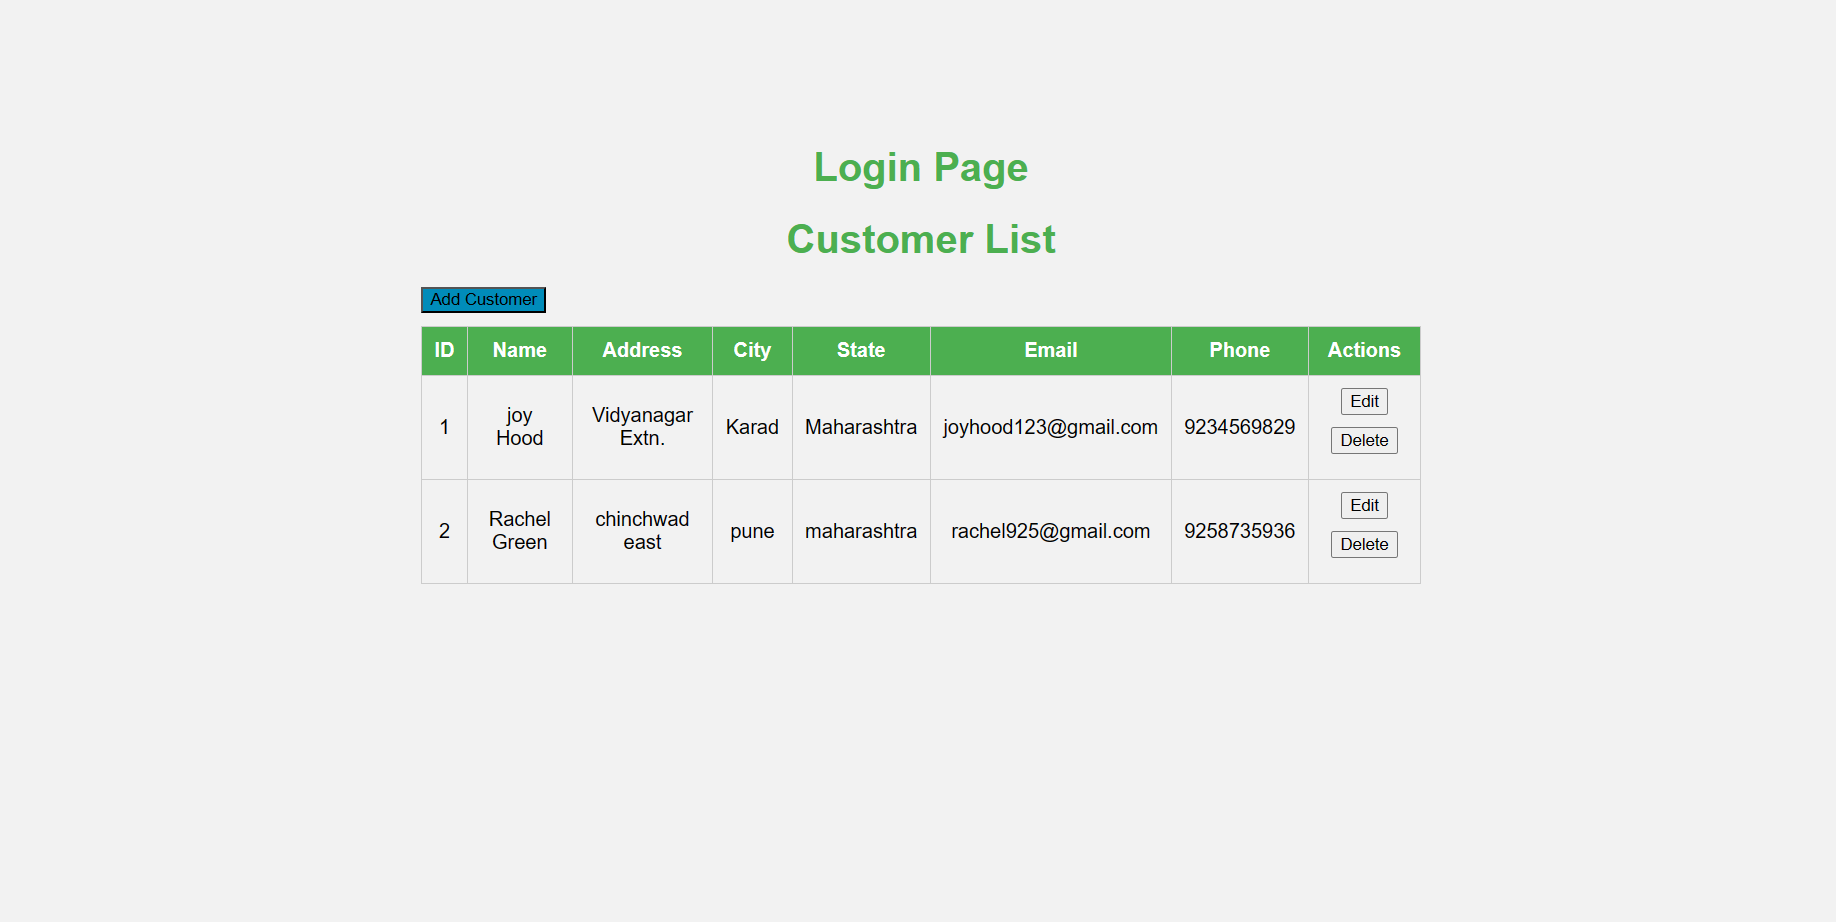 Login Page
Customer List
Add Customer
ID Name Address City State Email Phone Actions
1 joy Hood Vidyanagar Extn. Karad Maharashtra joyhood123@gmail.com 9234569829 Edit Delete
2 Rachel Green chinchwad east pune maharashtra rachel925@gmail.com 9258735936 Edit Delete